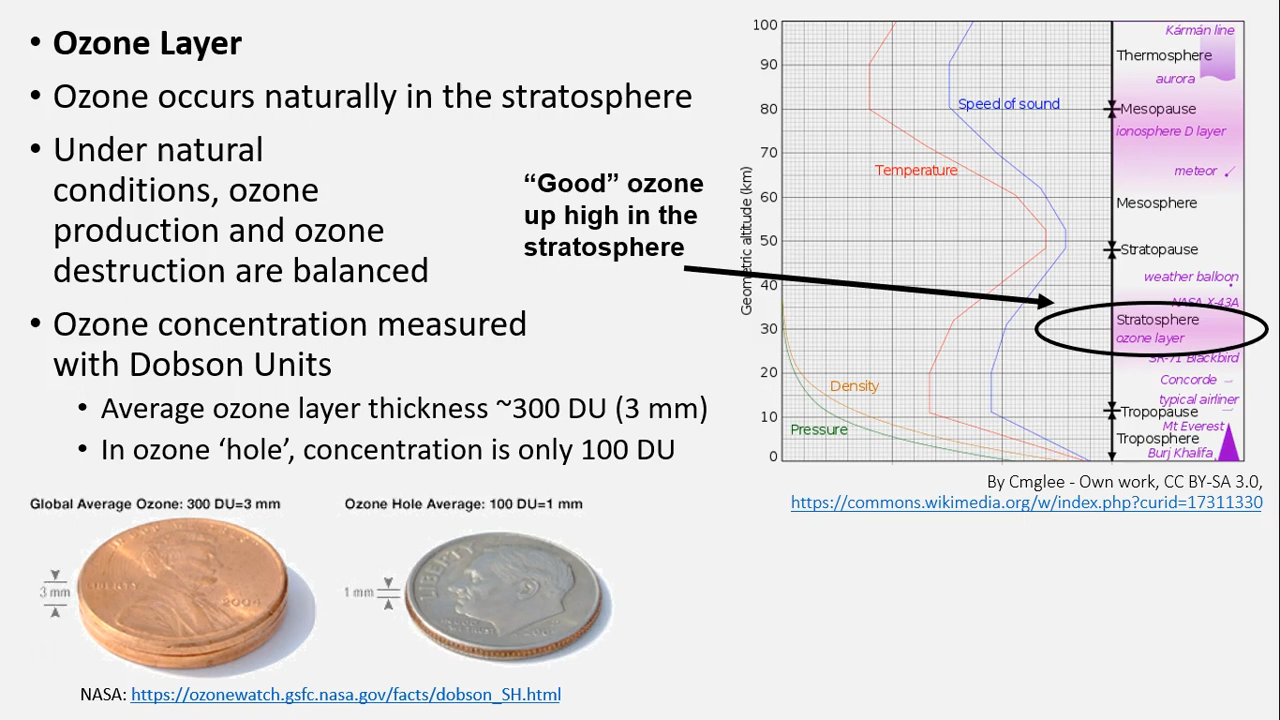 • Ozone Layer
• Ozone occurs naturally in the stratosphere
• Under natural
conditions, ozone
production and ozone
destruction are balanced
• Ozone concentration measured
with Dobson Units
• Average ozone layer thickness ~300 DU (3 mm)
• In ozone ‘hole’, concentration is only 100 DU
“Good” ozone
up high in the
stratosphere
Geometric altitude (km)
100
90
80
70
60
50
40
30
20
10
0
Speed of sound
Temperature
Density
Pressure
Kármán line
Thermosphere
aurora
Mesopause
ionosphere D layer
meteor
Mesosphere
Stratopause
weather balloon
NASA X-43A
Stratosphere
ozone layer
SR-71 Blackbird
Concorde
typical airliner
Tropopause
Mt Everest
Troposphere
Burj Khalifa
By Cmglee - Own work, CC BY-SA 3.0,
https://commons.wikimedia.org/w/index.php?curid=17311330
Global Average Ozone: 300 DU=3 mm
3 mm
LIBERTY
2004
Ozone Hole Average: 100 DU=1 mm
1 mm
LIBERTY
NASA: https://ozonewatch.gsfc.nasa.gov/facts/dobson_SH.html